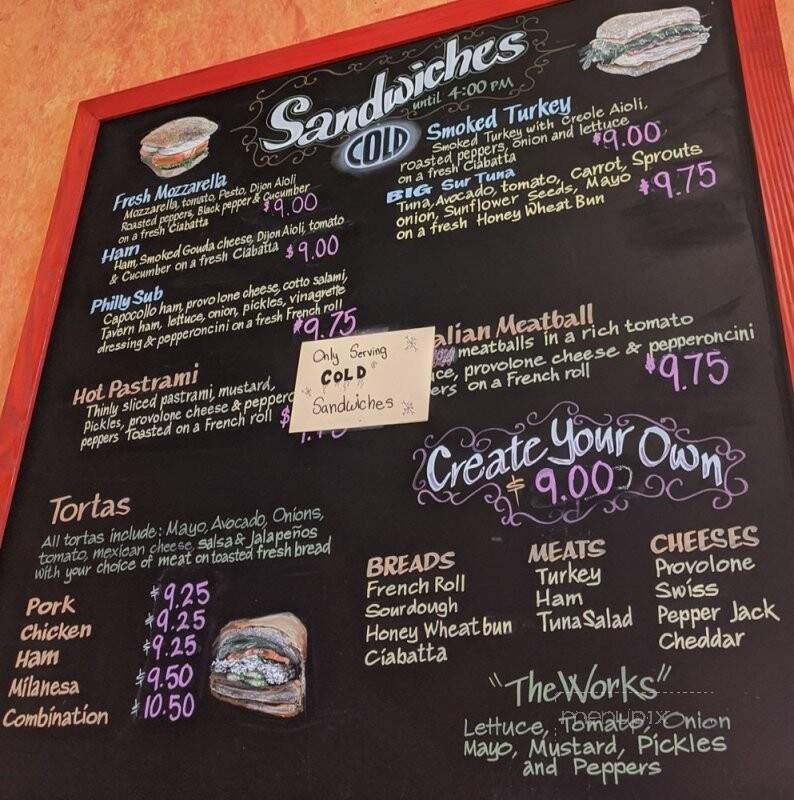 Sandwiches
until 4:00 PM
COLD
Fresh Mozzarella
Mozzarella, tomato, Pesto, Dijon Aioli
Roasted peppers, Black pepper & Cucumber
on a fresh Ciabatta $9.00
Ham
Ham, Smoked Gouda cheese, Dijon Aioli, tomato
& Cucumber on a fresh Ciabatta $9.00
Philly Sub
Capocollo ham, provolone cheese, cotto salami,
Tavern ham, lettuce, onion, pickles, vinagrette
dressing & pepperoncini on a fresh French roll
$9.75
Smoked Turkey
Smoked Turkey with Creole Aioli,
roasted peppers, onion and lettuce
on a fresh Ciabatta $9.00
BIG Sur Tuna
Tuna, Avocado, tomato, Carrot, Sprouts
onion, Sunflower Seeds, Mayo
on a fresh Honey Wheat Bun $9.75
Only Serving
COLD
Sandwiches
Hot Pastrami
Thinly sliced pastrami, mustard,
Pickles, provolone cheese & pepperc
peppers Toasted on a French roll $
alian Meatball
meatballs in a rich tomato
ce, provolone cheese & pepperoncini
ers on a French roll $9.75
Create Your Own
$9.00
Tortas
All tortas include: Mayo, Avocado, Onions,
tomato, mexican cheese, salsa & Jalapeños
with your choice of meat on toasted fresh bread
Pork $9.25
Chicken $9.25
Ham $9.25
Milanesa $9.50
Combination $10.50
BREADS
French Roll
Sourdough
Honey Wheat bun
Ciabatta
MEATS
Turkey
Ham
Tuna Salad
CHEESES
Provolone
Swiss
Pepper Jack
Cheddar
"The Works"
Lettuce, Tomato, Onion
Mayo, Mustard, Pickles
and Peppers
menupix